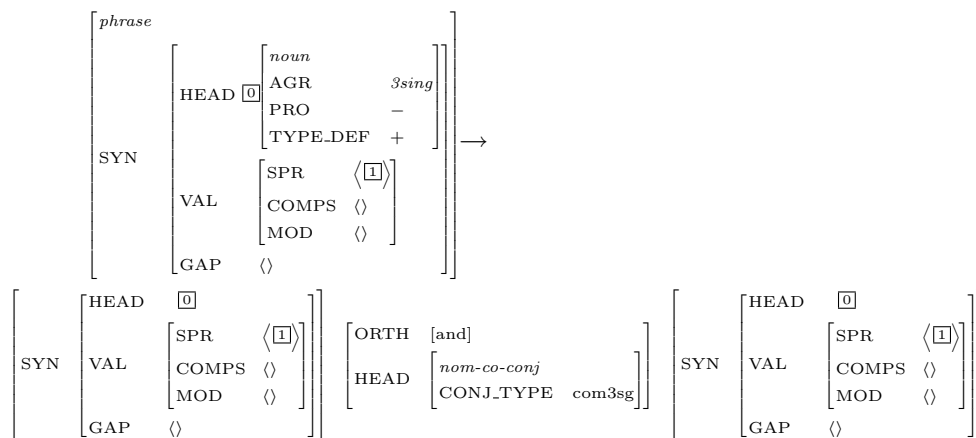 phrase
HEAD 0
noun
AGR 3sing
PRO −
TYPE_DEF +
SYN
VAL
SPR ⟨ 1 ⟩
COMPS ⟨⟩
MOD ⟨⟩
GAP ⟨⟩
→
SYN
HEAD 0
VAL
SPR ⟨ 1 ⟩
COMPS ⟨⟩
MOD ⟨⟩
GAP ⟨⟩
ORTH [and]
HEAD
nom-co-conj
CONJ_TYPE com3sg
SYN
HEAD 0
VAL
SPR ⟨ 1 ⟩
COMPS ⟨⟩
MOD ⟨⟩
GAP ⟨⟩